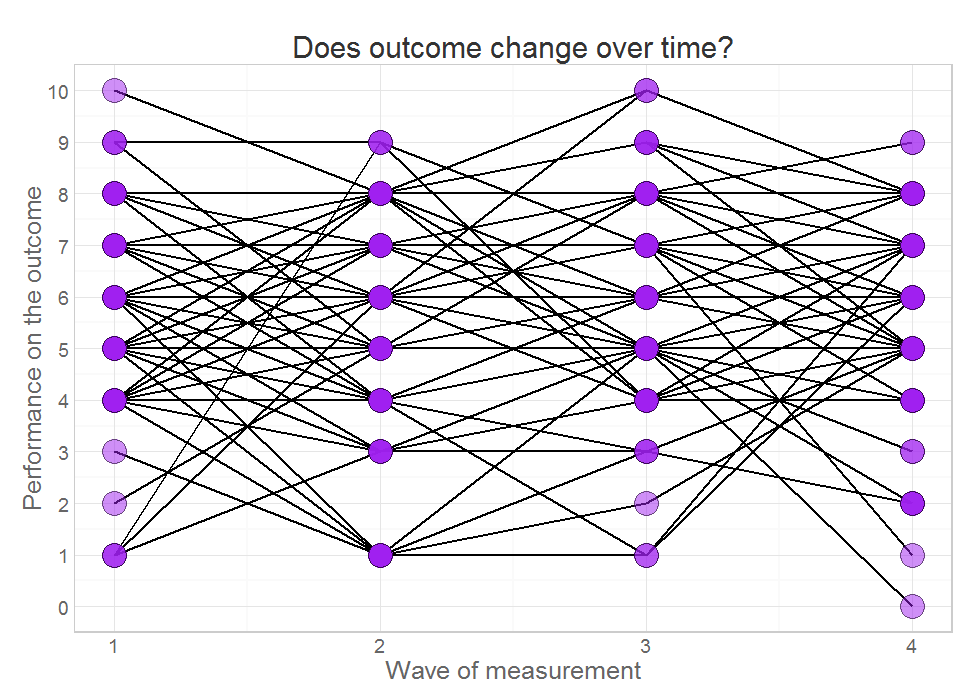 Does outcome change over time?
Performance on the outcome
10
9
8
7
6
5
4
3
2
1
0
1 2 3 4
Wave of measurement